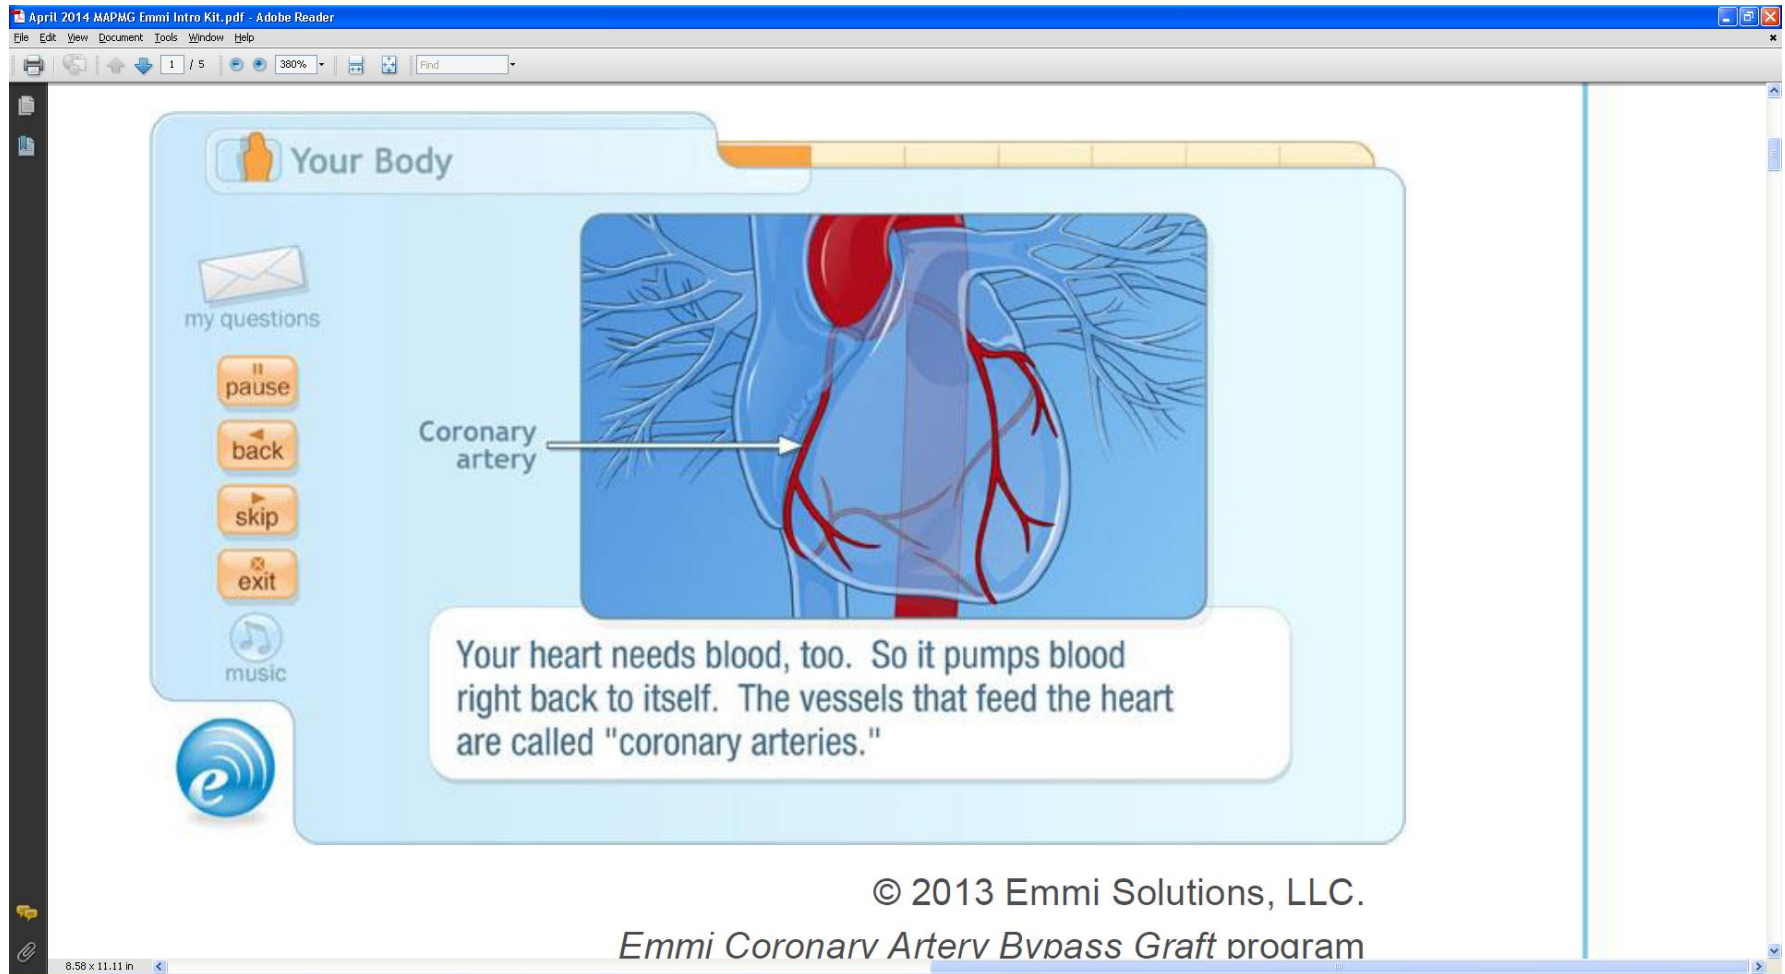 April 2014 MAPMG Emmi Intro Kit.pdf - Adobe Reader
File Edit View Document Tools Window Help
1 / 5 380% Find
Your Body
my questions
pause
back
skip
exit
music
Coronary
artery
Your heart needs blood, too. So it pumps blood
right back to itself. The vessels that feed the heart
are called "coronary arteries."
e
© 2013 Emmi Solutions, LLC.
Emmi Coronary Artery Bypass Graft program
8.58 x 11.11 in